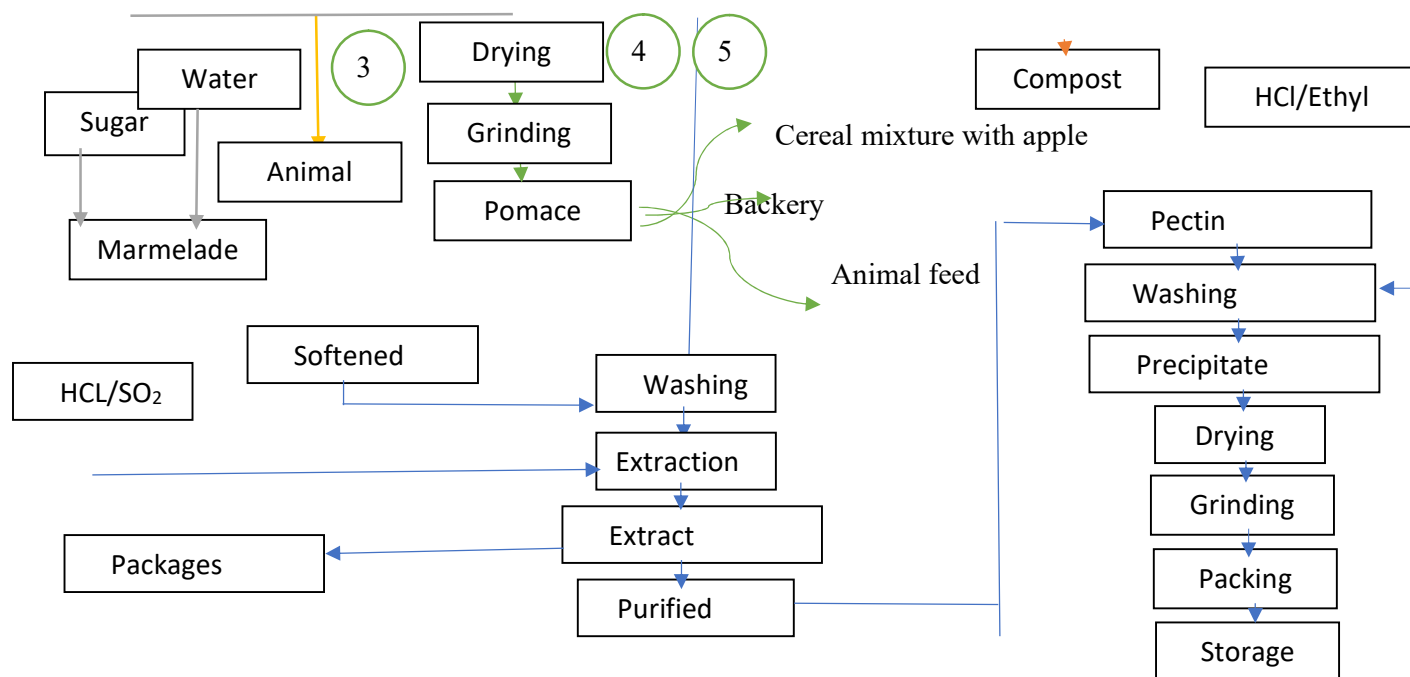 3
Drying
4
5
Water
Compost
HCl/Ethyl
Sugar
Grinding
Cereal mixture with apple
Animal
Pomace
Backery
Pectin
Marmelade
Animal feed
Washing
Softened
Precipitate
HCL/SO₂
Washing
Drying
Extraction
Grinding
Extract
Packages
Packing
Purified
Storage